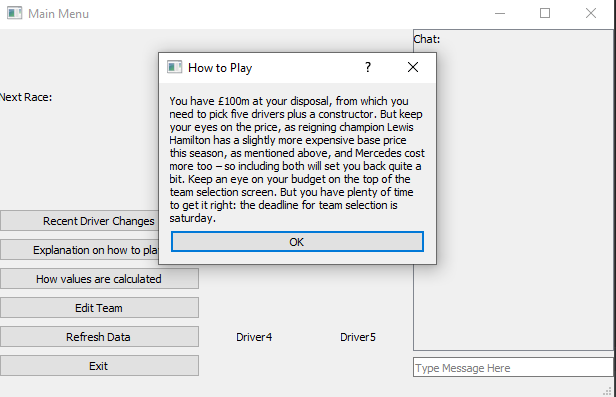 Main Menu
Chat:
How to Play
?
Next Race:
You have £100m at your disposal, from which you
need to pick five drivers plus a constructor. But keep
your eyes on the price, as reigning champion Lewis
Hamilton has a slightly more expensive base price
this season, as mentioned above, and Mercedes cost
more too – so including both will set you back quite a
bit. Keep an eye on your budget on the top of the
team selection screen. But you have plenty of time
to get it right: the deadline for team selection is
saturday.
OK
Recent Driver Changes
Explanation on how to pla
How values are calculated
Edit Team
Refresh Data
Driver4
Driver5
Exit
Type Message Here